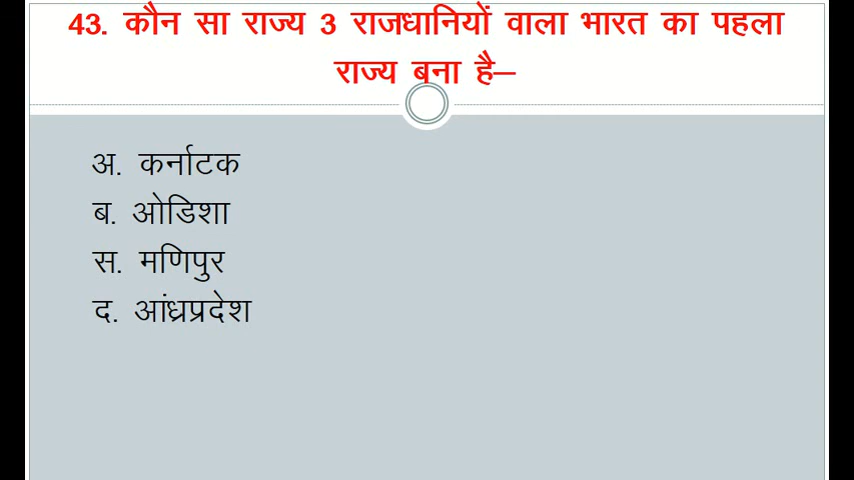 43. कौन सा राज्य 3 राजधानियों वाला भारत का पहला
राज्य बना है—
अ. कर्नाटक
ब. ओडिशा
स. मणिपुर
द. आंध्रप्रदेश